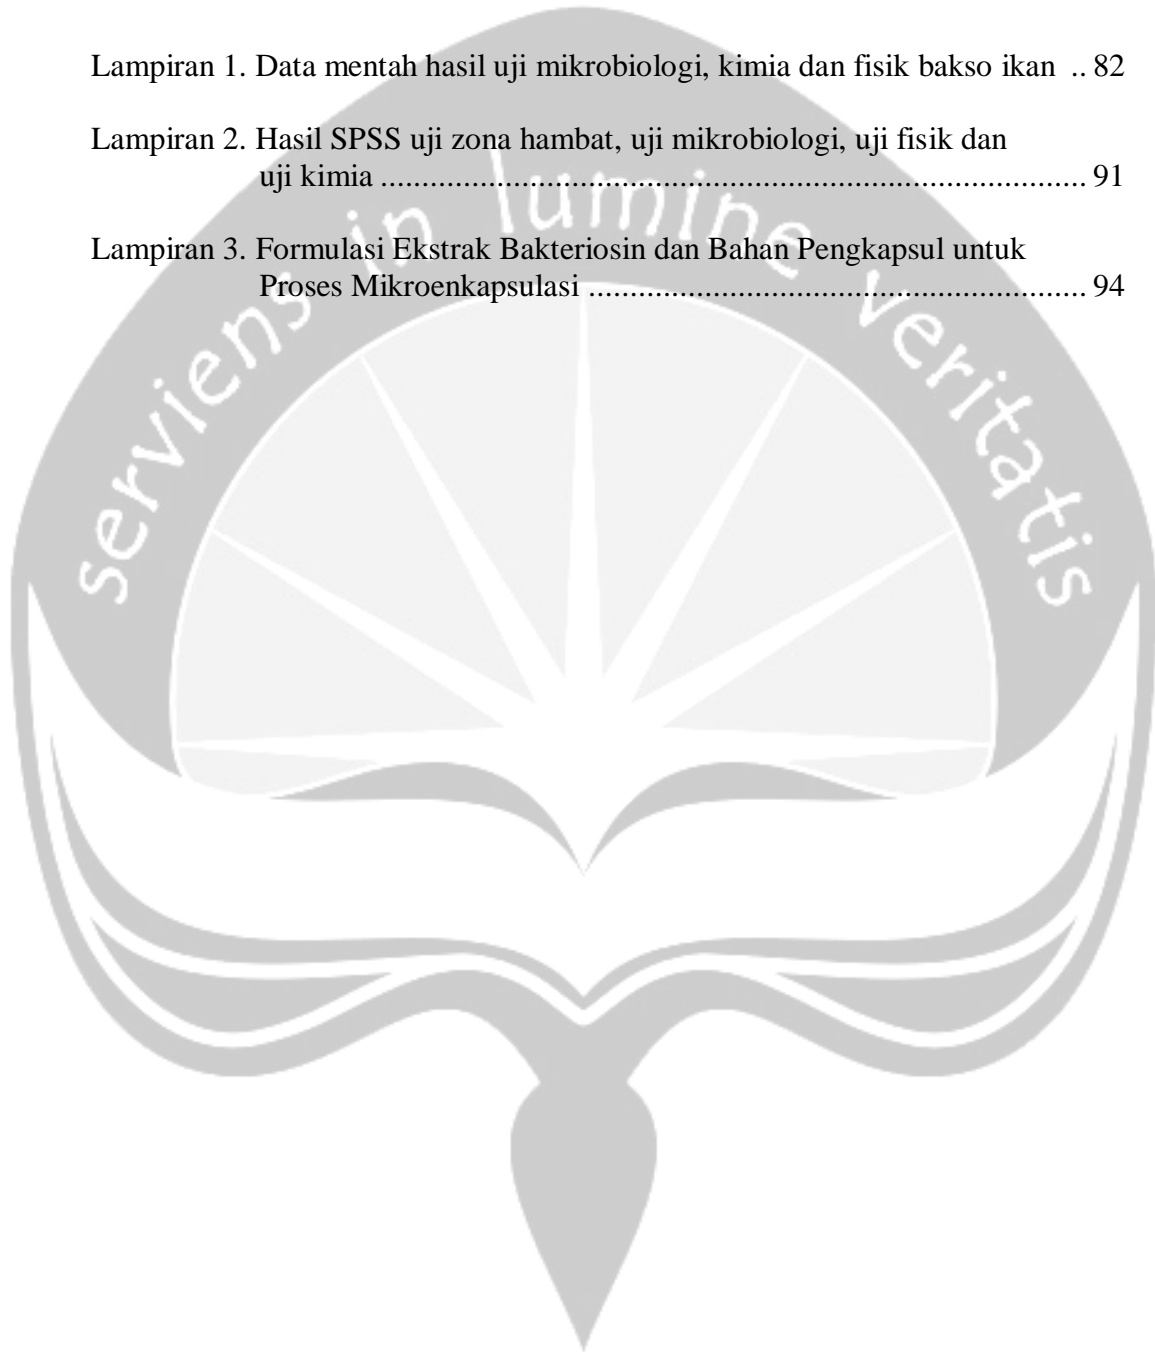 Lampiran 1. Data mentah hasil uji mikrobiologi, kimia dan fisik bakso ikan .. 82
Lampiran 2. Hasil SPSS uji zona hambat, uji mikrobiologi, uji fisik dan
uji kimia ...................................................................................... 91
Lampiran 3. Formulasi Ekstrak Bakteriosin dan Bahan Pengkapsul untuk
Proses Mikroenkapsulasi ............................................................. 94
serviens in lumine veritatis